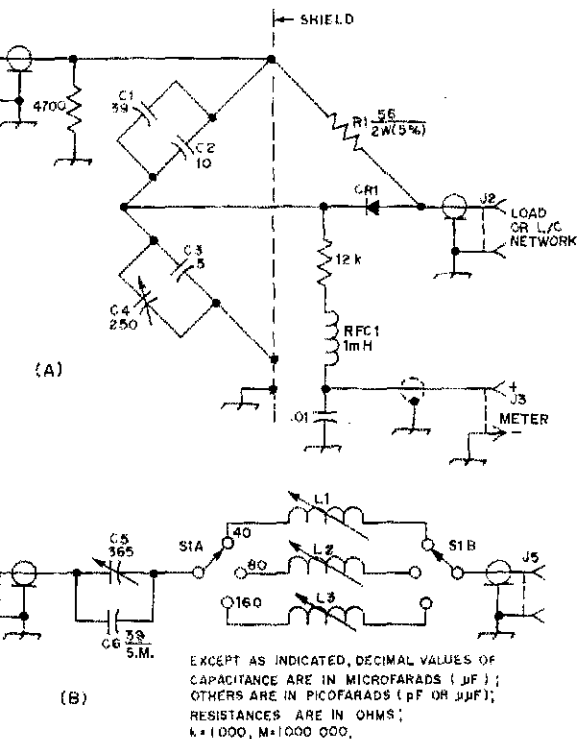 SHIELD
4700
C1
39
C2
10
R1 56
2W(5%)
CR1
J2
LOAD
OR L/C
NETWORK
C3
5
C4
250
12k
RFC1
1mH
(A)
.01
+
J3
METER
-
C5
365
S1A
40
L1
S1B
80
L2
J5
160
L3
C6 39
S.M.
(B)
EXCEPT AS INDICATED, DECIMAL VALUES OF
CAPACITANCE ARE IN MICROFARADS (µF);
OTHERS ARE IN PICOFARADS (pF OR µµF);
RESISTANCES ARE IN OHMS;
k=1000, M=1000 000.